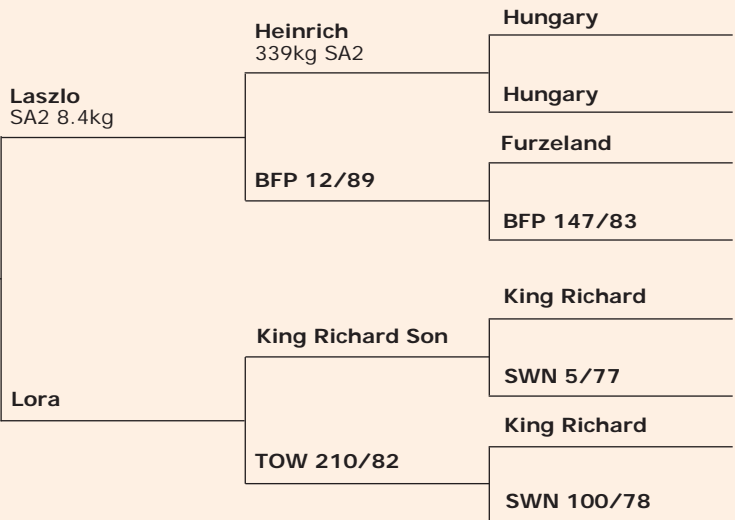 Laszlo
SA2 8.4kg
Heinrich
339kg SA2
Hungary
Hungary
BFP 12/89
Furzeland
BFP 147/83
Lora
King Richard Son
King Richard
SWN 5/77
TOW 210/82
King Richard
SWN 100/78